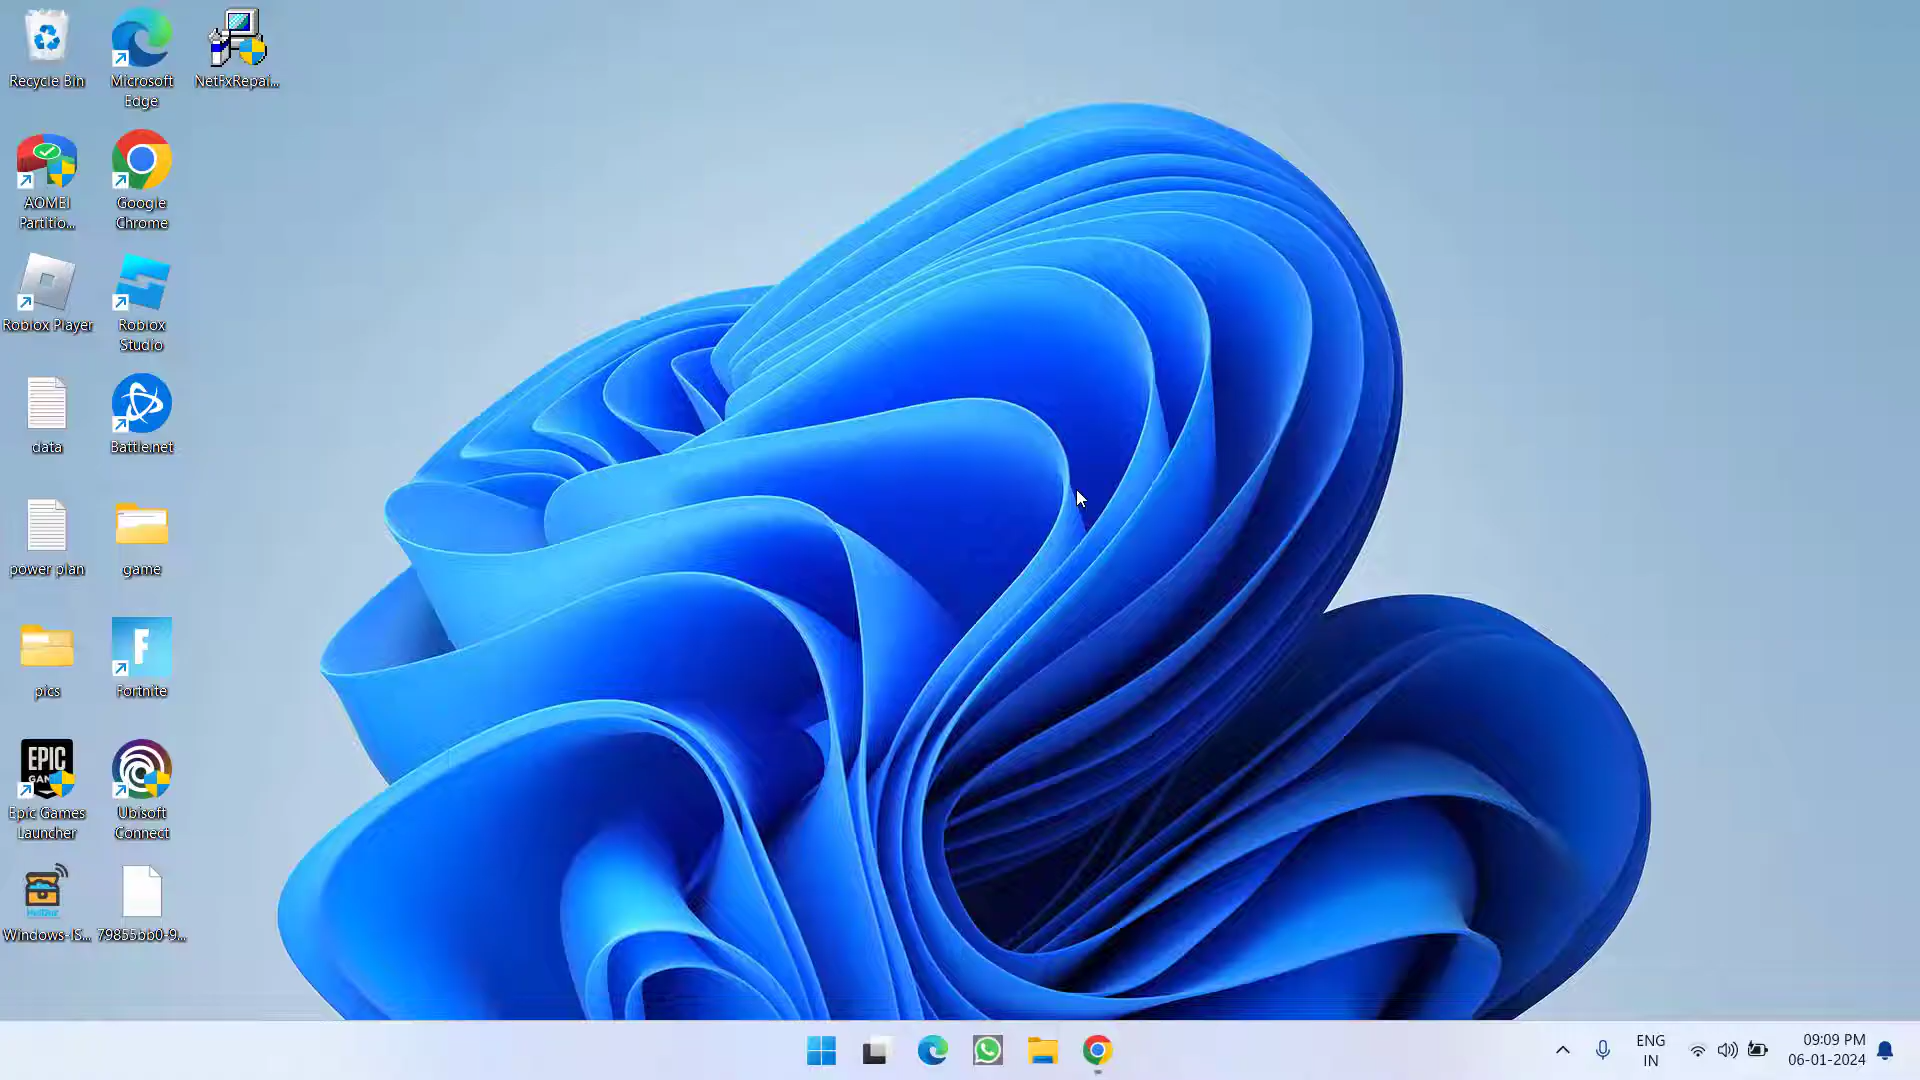 Recycle Bin
Microsoft
Edge
NetFxRepai...
AOMEI
Partitio...
Google
Chrome
Roblox Player
Roblox
Studio
data
Battle.net
power plan
game
pics
F
Fortnite
EPIC
Epic Games
Launcher
Ubisoft
Connect
Windows-IS...
79855bb0-9...
ENG
IN
09:09 PM
06-01-2024